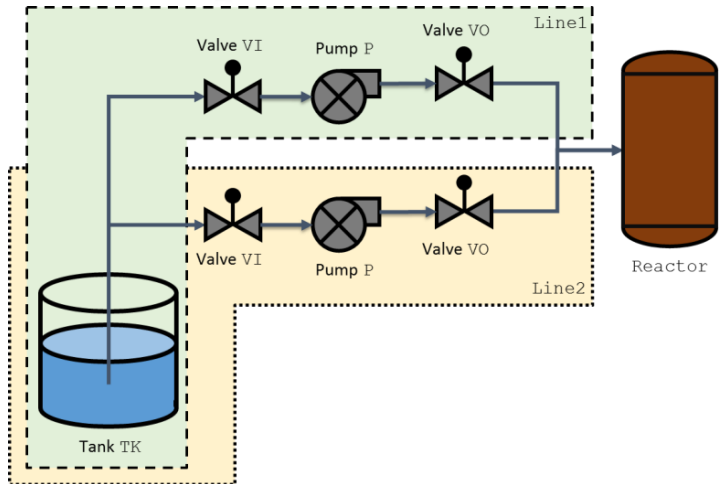 Line1
Valve VI
Pump P
Valve VO
Valve VI
Pump P
Valve VO
Line2
Reactor
Tank TK